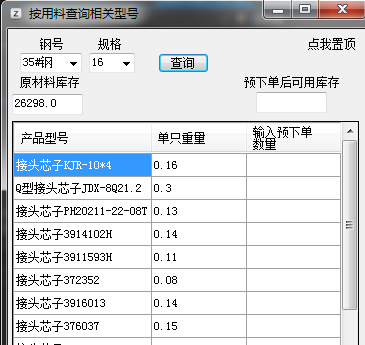 按用料查询相关型号
钢号 规格 点我置顶
35#钢 16 查询
原材料库存 预下单后可用库存
26298.0
产品型号 单只重量 输入预下单
数量
接头芯子KJR-10*4 0.16
Q型接头芯子JDX-8Q21.2 0.3
接头芯子PH20211-22-08T 0.13
接头芯子3914102H 0.14
接头芯子3911593H 0.11
接头芯子372352 0.08
接头芯子3916013 0.14
接头芯子376037 0.15